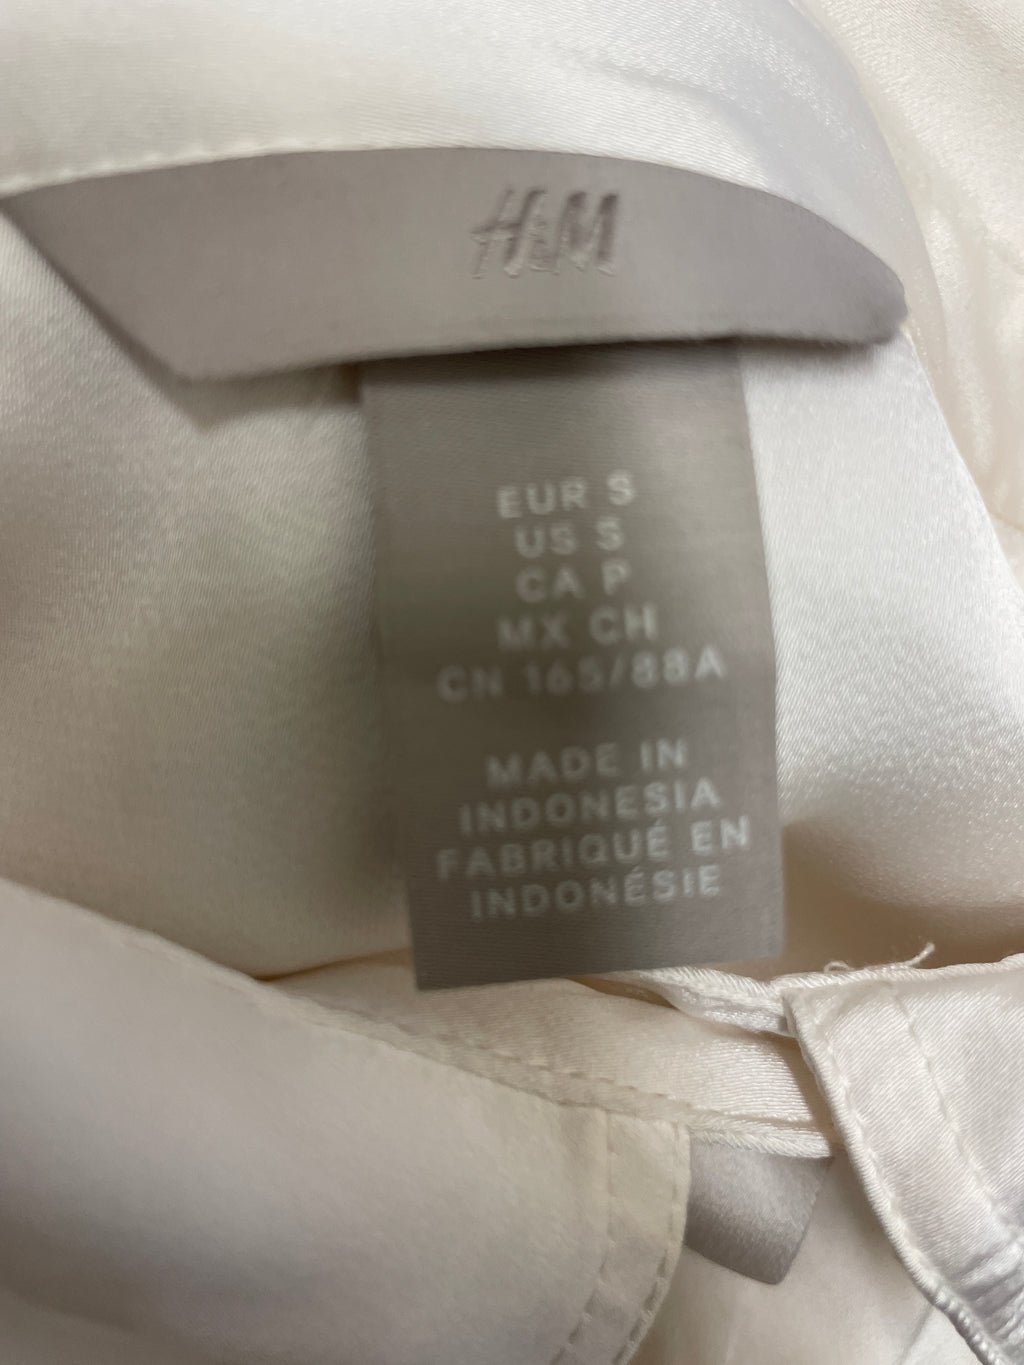 H&M
EUR S
US S
CA P
MX CH
CN 165/88A
MADE IN
INDONESIA
FABRIQUÉ EN
INDONÉSIE